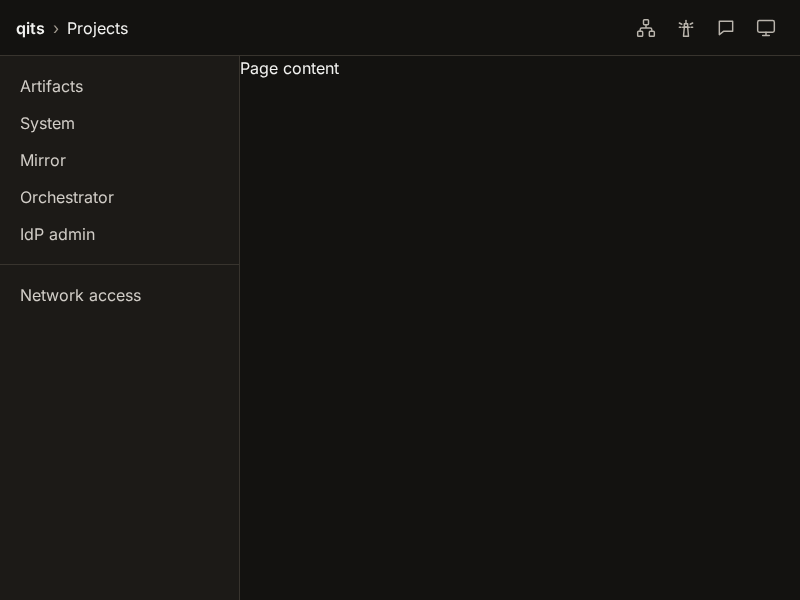 qits › Projects
Artifacts
System
Mirror
Orchestrator
IdP admin
Network access
Page content